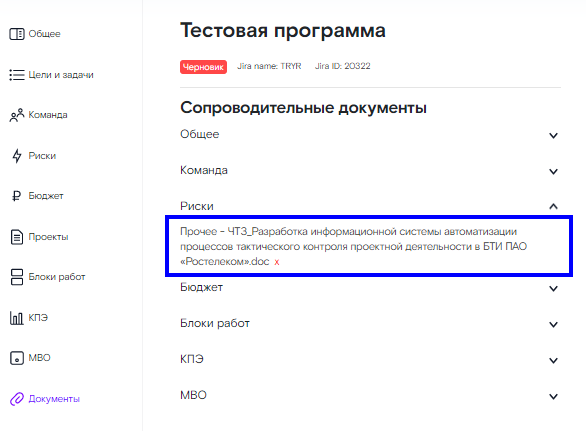 Общее
Цели и задачи
Команда
Риски
Бюджет
Проекты
Блоки работ
КПЭ
МВО
Документы
Тестовая программа
Черновик Jira name: TRYR Jira ID: 20322
Сопроводительные документы
Общее
Команда
Риски
Прочее - ЧТЗ_Разработка информационной системы автоматизации
процессов тактического контроля проектной деятельности в БТИ ПАО
«Ростелеком».doc x
Бюджет
Блоки работ
КПЭ
МВО